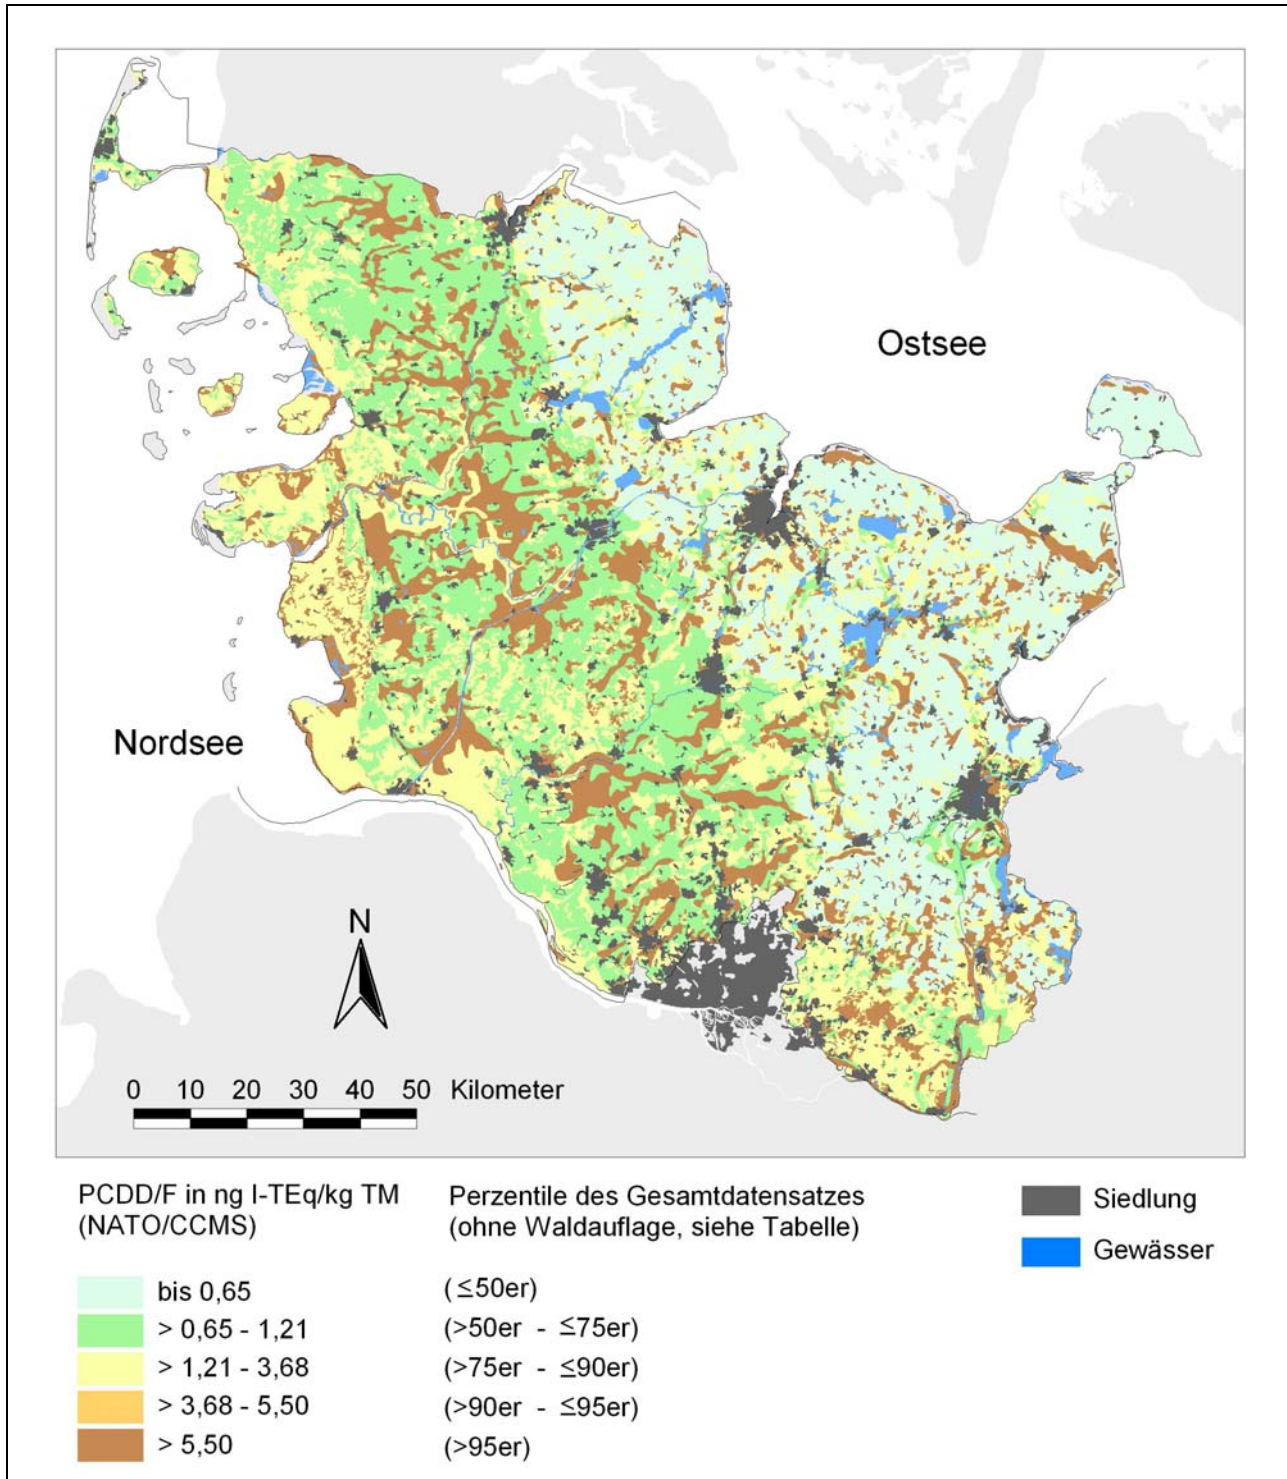 Ostsee
Nordsee
N
0 10 20 30 40 50 Kilometer
PCDD/F in ng I-TEq/kg TM
(NATO/CCMS)
Perzentile des Gesamtdatensatzes
(ohne Waldauflage, siehe Tabelle)
Siedlung
Gewässer
bis 0,65 (≤50er)
> 0,65 - 1,21 (>50er - ≤75er)
> 1,21 - 3,68 (>75er - ≤90er)
> 3,68 - 5,50 (>90er - ≤95er)
> 5,50 (>95er)